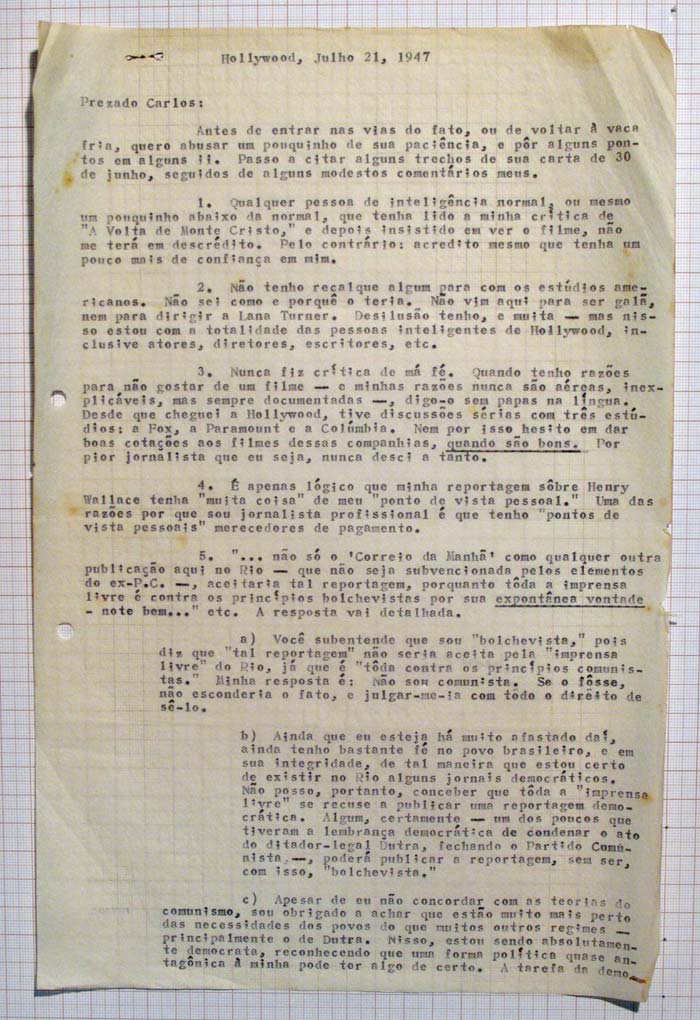 Hollywood, Julho 21, 1947
Prezado Carlos:
Antes de entrar nas vias do fato, ou de voltar à vaca
fria, quero abusar um pouquinho de sua paciência, e pôr alguns pon-
tos em alguns ii. Passo a citar alguns trechos de sua carta de 30
de junho, seguidos de alguns modestos comentários meus.
1. Qualquer pessoa de inteligência normal, ou mesmo
um pouquinho abaixo da normal, que tenha lido a minha crítica de
"A Volta de Monte Cristo," e depois insistido em ver o filme, não
me terá em descrédito. Pelo contrário: acredito mesmo que tenha um
pouco mais de confiança em mim.
2. Não tenho recalque algum para com os estúdios ame-
ricanos. Não sei como e porquê o teria. Não vim aqui para ser galã,
nem para dirigir a Lana Turner. Desilusão tenho, e muita — mas nis-
so estou com a totalidade das pessoas inteligentes de Hollywood, in-
clusive atores, diretores, escritores, etc.
3. Nunca fiz crítica de má fé. Quando tenho razões
para não gostar de um filme — e minhas razões nunca são aéreas, inex-
plicáveis, mas sempre documentadas —, digo-o sem papas na língua.
Desde que cheguei a Hollywood, tive discussões sérias com três estú-
dios: a Fox, a Paramount e a Colúmbia. Nem por isso hesito em dar
boas cotações aos filmes dessas companhias, quando são bons. Por
pior jornalista que eu seja, nunca desci a tanto.
4. É apenas lógico que minha reportagem sôbre Henry
Wallace tenha "muita coisa" de meu "ponto de vista pessoal." Uma das
razões por que sou jornalista profissional é que tenho "pontos de
vista pessoais" merecedores de pagamento.
5. "... não só o 'Correio da Manhã' como qualquer outra
publicação aqui no Rio — que não seja subvencionada pelos elementos
do ex-P.C. —, aceitaria tal reportagem, porquanto tôda a imprensa
livre é contra os princípios bolchevistas por sua expontânea vontade
- note bem..." etc. A resposta vai detalhada.
a) Você subentende que sou "bolchevista," pois
diz que "tal reportagem" não seria aceita pela "imprensa
livre" do Rio, já que é "tôda contra os princípios comunis-
tas." Minha resposta é: Não sou comunista. Se o fôsse,
não esconderia o fato, e julgar-me-ia com tôdo o direito de
sê-lo.
b) Ainda que eu esteja há muito afastado daí,
ainda tenho bastante fé no povo brasileiro, e em
sua integridade, de tal maneira que estou certo
de existir no Rio alguns jornais democráticos.
Não posso, portanto, conceber que tôda a "imprensa
livre" se recuse a publicar uma reportagem demo-
crática. Algum, certamente — um dos poucos que
tiveram a lembrança democrática de condenar o ato
do ditador-legal Dutra, fechando o Partido Comú-
nista,—, poderá publicar a reportagem, sem ser,
com isso, "bolchevista."
c) Apesar de eu não concordar com as teorias do
comunismo, sou obrigado a achar que estão muito mais perto
das necessidades dos povos do que muitos outros regimes —
principalmente o de Dutra. Nisso, estou sendo absolutamen-
te democrata, reconhecendo que uma forma política quase an-
tagônica à minha pode ter algo de certo. A tarefa da demo-